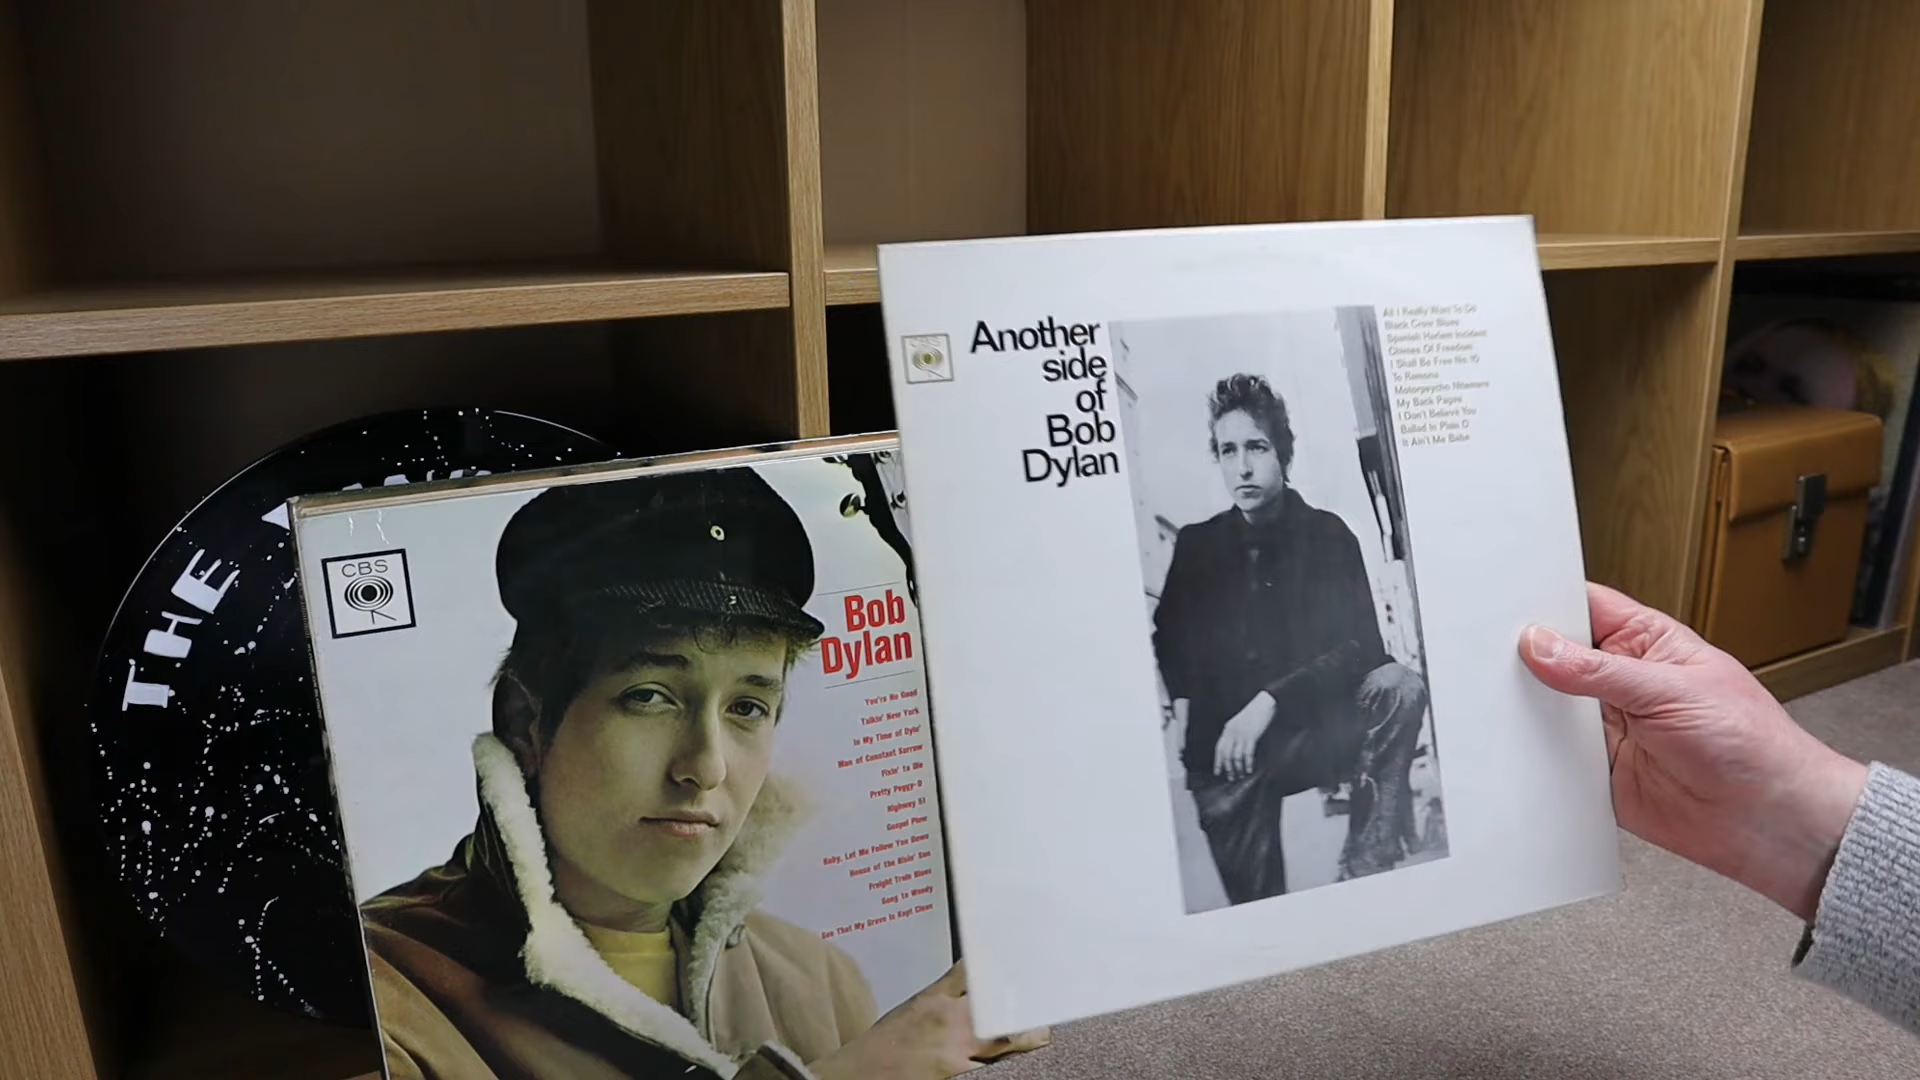 THE
CBS
Bob
Dylan
You're No Good
Talkin' New York
In My Time of Dyin'
Man of Constant Sorrow
Fixin' to Die
Pretty Peggy-O
Highway 51
Gospel Plow
Baby, Let Me Follow You Down
House of the Risin' Sun
Freight Train Blues
Song to Woody
See That My Grave Is Kept Clean
CBS
Another
side
of
Bob
Dylan
All I Really Want To Do
Black Crow Blues
Spanish Harlem Incident
Chimes Of Freedom
I Shall Be Free No. 10
To Ramona
Motorpsycho Nitemare
My Back Pages
I Don't Believe You
Ballad In Plain D
It Ain't Me Babe